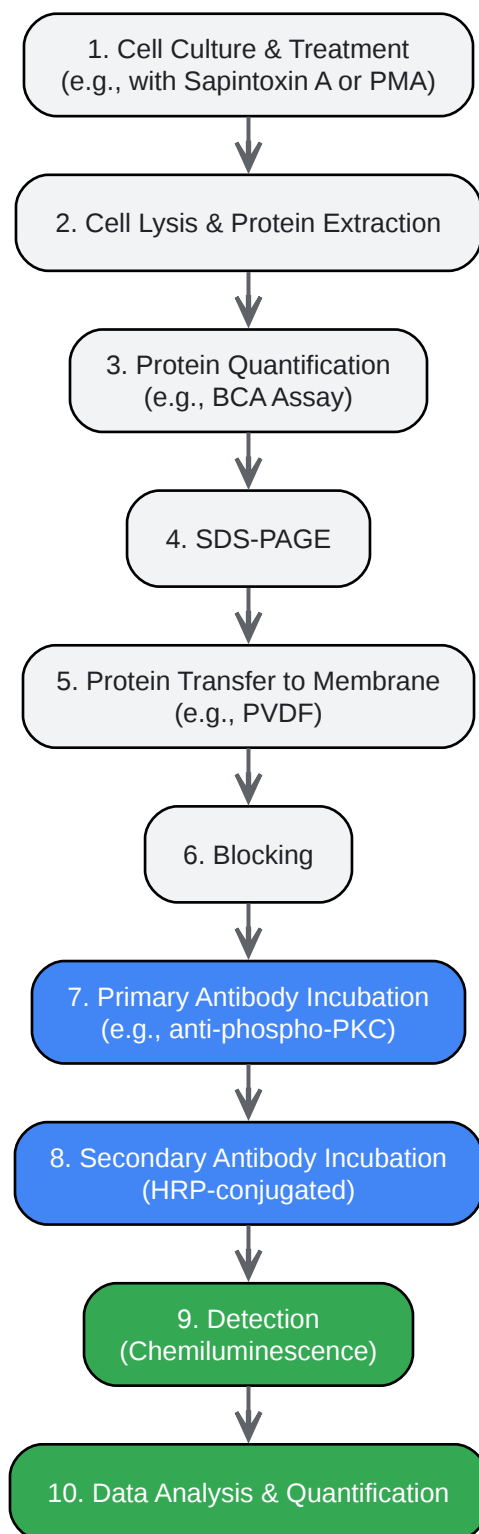 1. Cell Culture & Treatment
(e.g., with Sapintoxin A or PMA)
2. Cell Lysis & Protein Extraction
3. Protein Quantification
(e.g., BCA Assay)
4. SDS-PAGE
5. Protein Transfer to Membrane
(e.g., PVDF)
6. Blocking
7. Primary Antibody Incubation
(e.g., anti-phospho-PKC)
8. Secondary Antibody Incubation
(HRP-conjugated)
9. Detection
(Chemiluminescence)
10. Data Analysis & Quantification